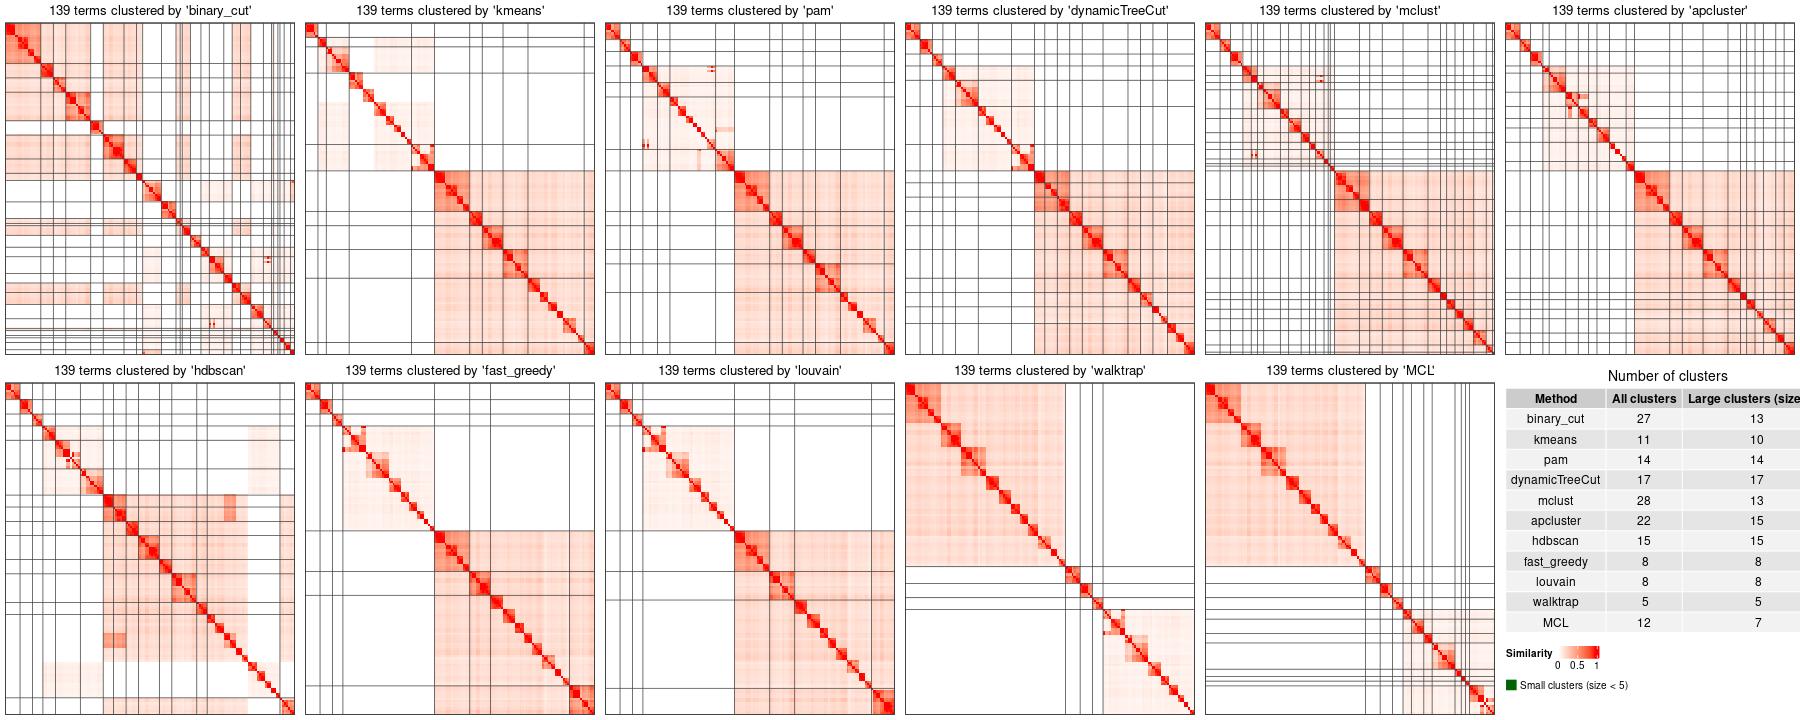 139 terms clustered by 'binary_cut'
139 terms clustered by 'kmeans'
139 terms clustered by 'pam'
139 terms clustered by 'dynamicTreeCut'
139 terms clustered by 'mclust'
139 terms clustered by 'apcluster'
139 terms clustered by 'hdbscan'
139 terms clustered by 'fast_greedy'
139 terms clustered by 'louvain'
139 terms clustered by 'walktrap'
139 terms clustered by 'MCL'
Number of clusters
Method All clusters Large clusters (size
binary_cut 27 13
kmeans 11 10
pam 14 14
dynamicTreeCut 17 17
mclust 28 13
apcluster 22 15
hdbscan 15 15
fast_greedy 8 8
louvain 8 8
walktrap 5 5
MCL 12 7
Similarity
0 0.5 1
Small clusters (size < 5)